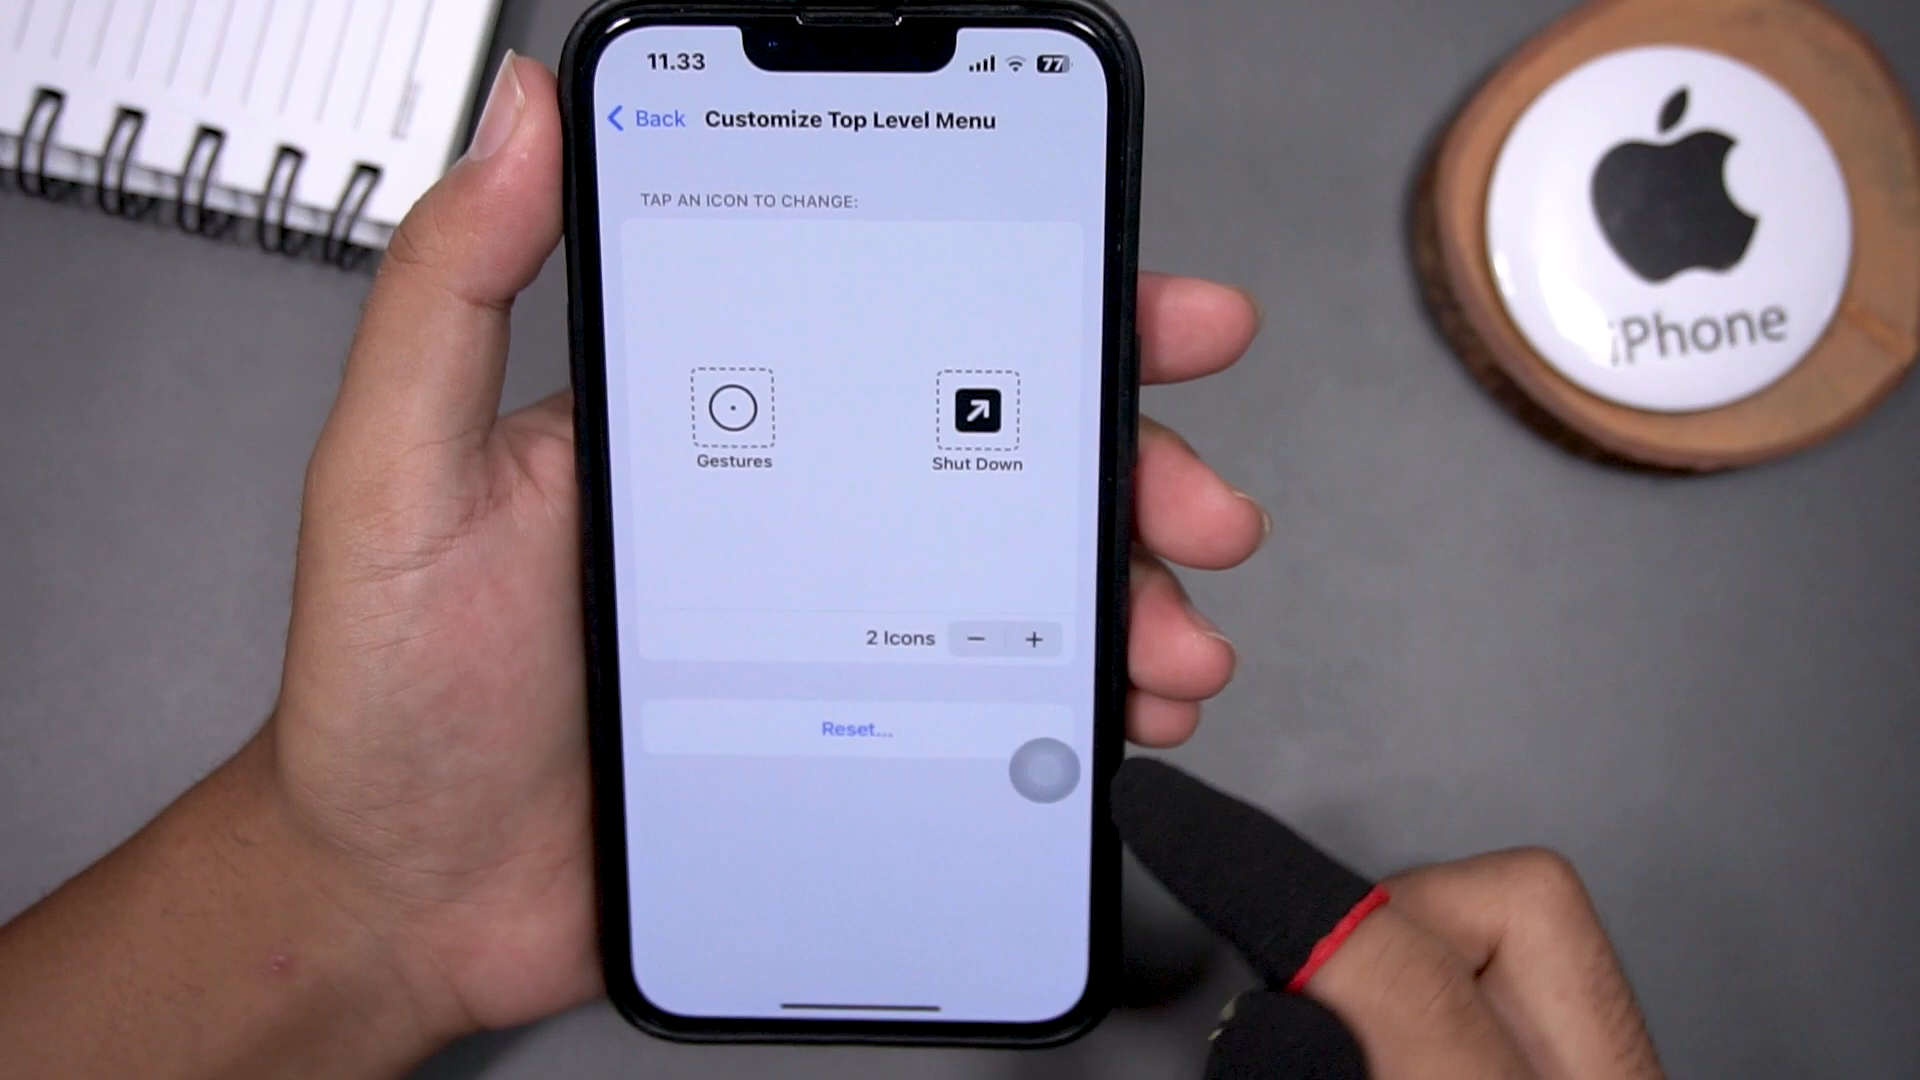 11.33
77
Back
Customize Top Level Menu
TAP AN ICON TO CHANGE:
Gestures
Shut Down
2 Icons
Reset...
iPhone